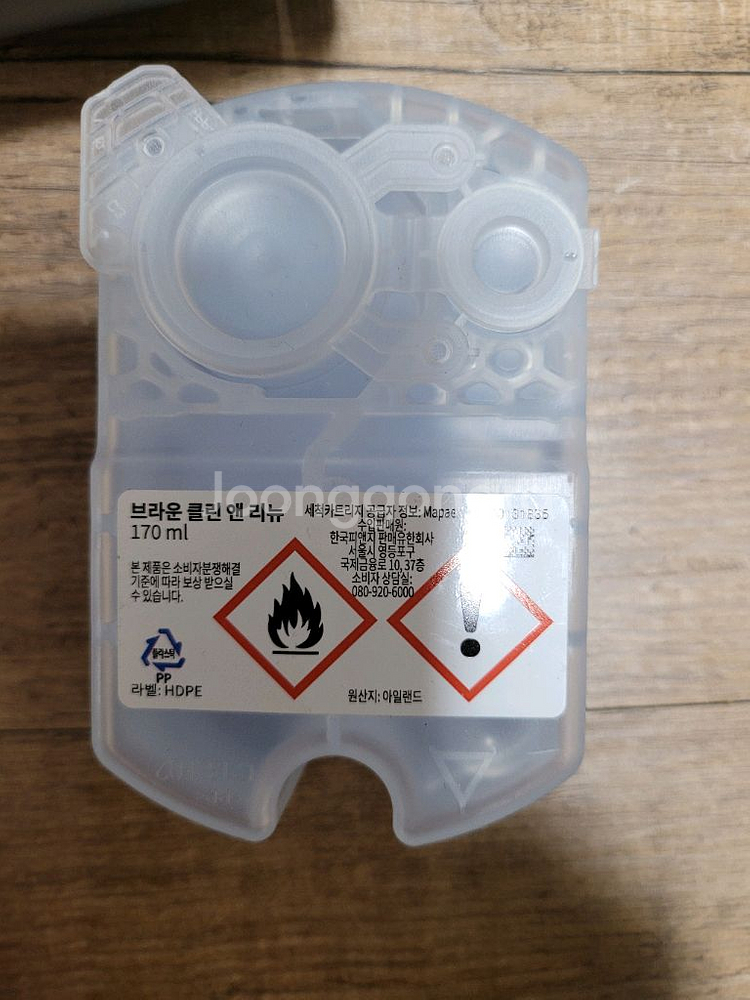 브라운 클린 앤 리뉴
170 ml
본 제품은 소비자분쟁해결
기준에 따라 보상 받으실
수 있습니다.
플라스틱
PP
라벨: HDPE
세척카트리지 공급자 정보:
수입판매원:
한국피앤지 판매유한회사
서울시 영등포구
국제금융로 10, 37층
소비자 상담실:
080-920-6000
원산지: 아일랜드